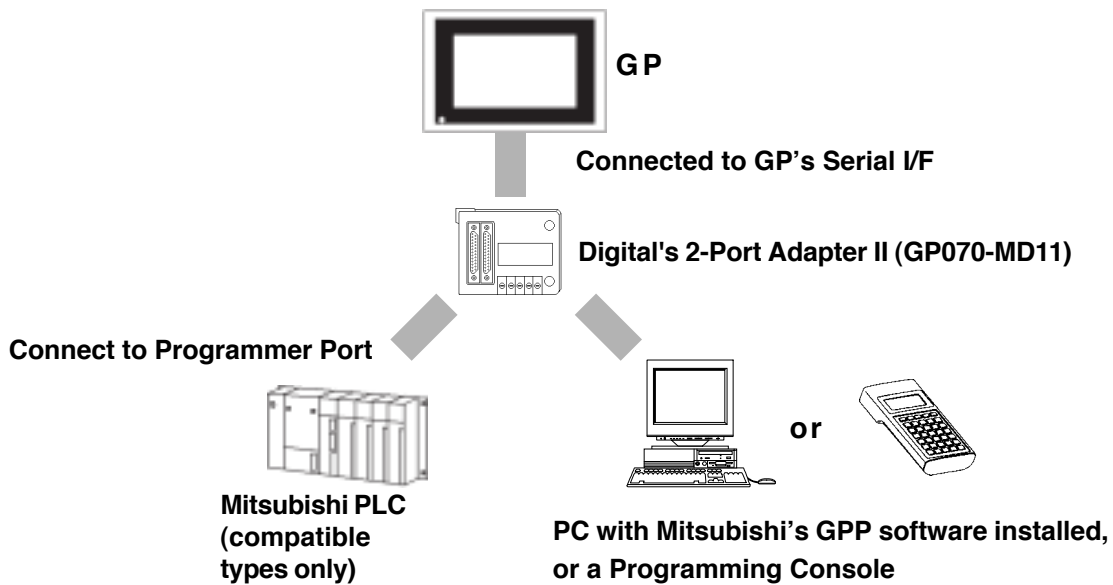 GP
Connected to GP’s Serial I/F
Digital's 2-Port Adapter II (GP070-MD11)
Connect to Programmer Port
or
Mitsubishi PLC
(compatible
types only)
PC with Mitsubishi’s GPP software installed,
or a Programming Console